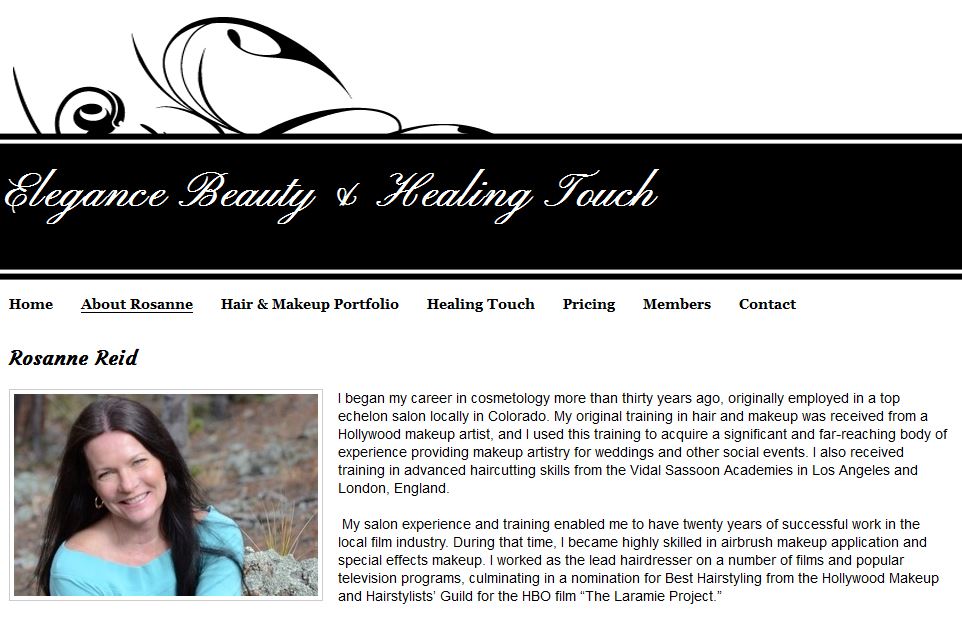 Elegance Beauty & Healing Touch
Home About Rosanne Hair & Makeup Portfolio Healing Touch Pricing Members Contact
Rosanne Reid
I began my career in cosmetology more than thirty years ago, originally employed in a top
echelon salon locally in Colorado. My original training in hair and makeup was received from a
Hollywood makeup artist, and I used this training to acquire a significant and far-reaching body of
experience providing makeup artistry for weddings and other social events. I also received
training in advanced haircutting skills from the Vidal Sassoon Academies in Los Angeles and
London, England.
My salon experience and training enabled me to have twenty years of successful work in the
local film industry. During that time, I became highly skilled in airbrush makeup application and
special effects makeup. I worked as the lead hairdresser on a number of films and popular
television programs, culminating in a nomination for Best Hairstyling from the Hollywood Makeup
and Hairstylists’ Guild for the HBO film “The Laramie Project.”